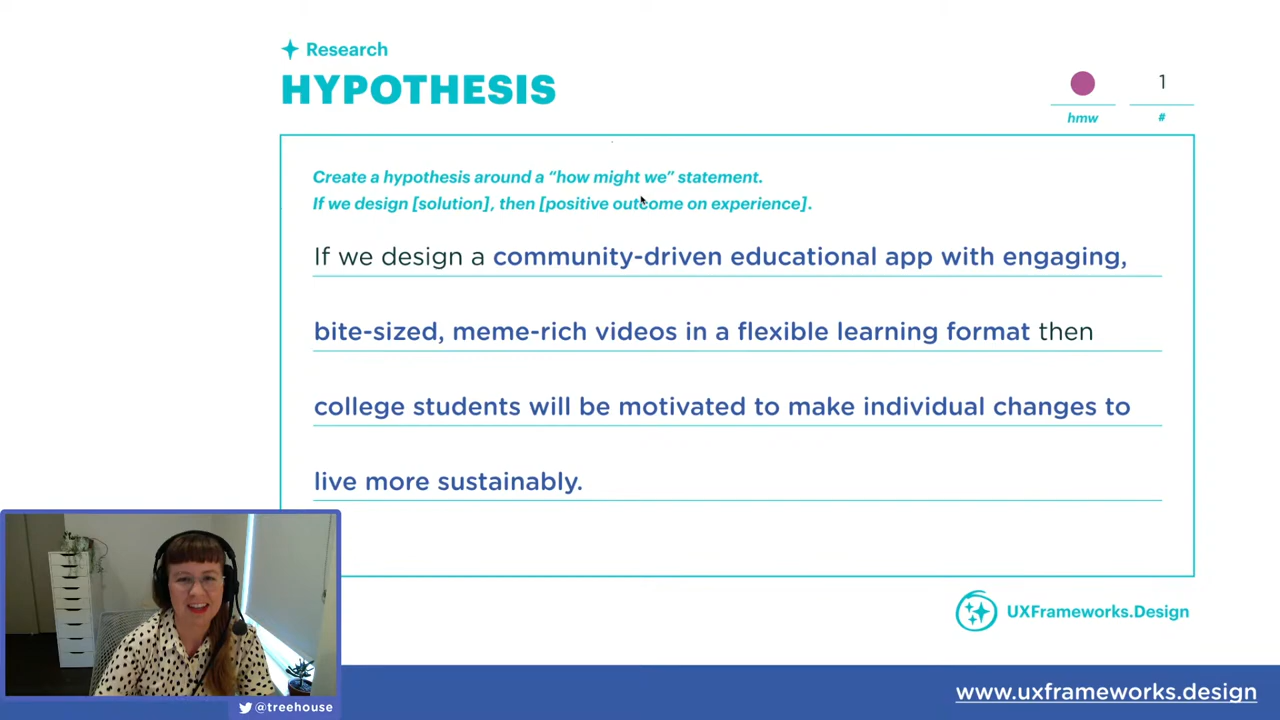 Research
HYPOTHESIS
1
hmw
#
Create a hypothesis around a “how might we” statement.
If we design [solution], then [positive outcome on experience].
If we design a community-driven educational app with engaging,
bite-sized, meme-rich videos in a flexible learning format then
college students will be motivated to make individual changes to
live more sustainably.
UXFrameworks.Design
@treehouse
www.uxframeworks.design